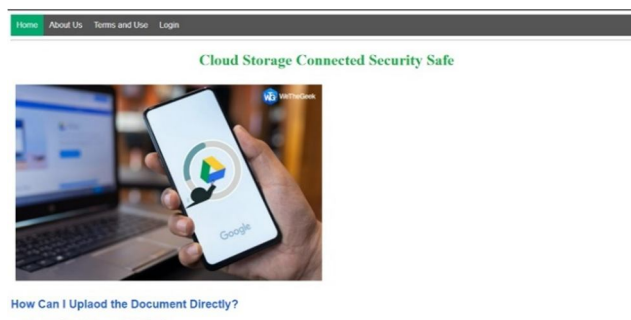 Home About Us Terms and Use Login
Cloud Storage Connected Security Safe
WeTheGeek
Google
How Can I Uplaod the Document Directly?